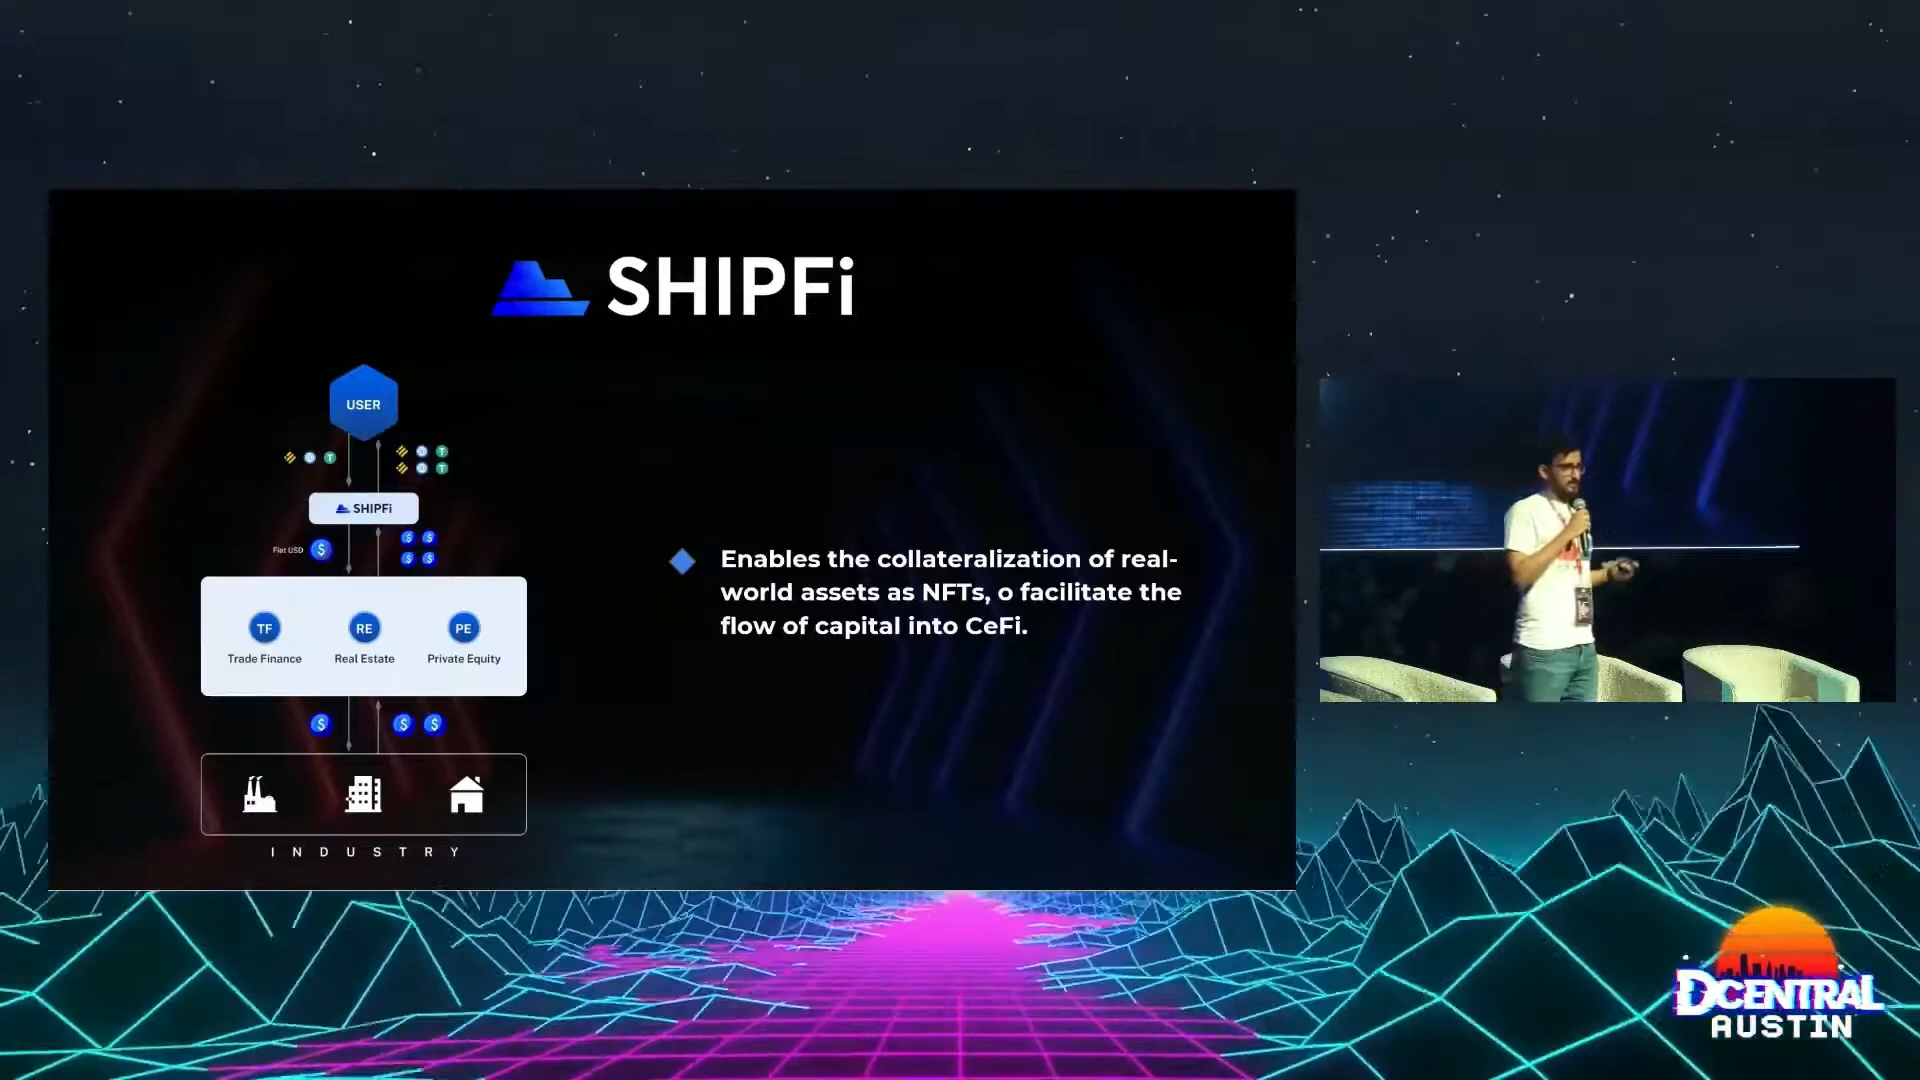 SHIPFi
USER
SHIPFi
Fiat USD
TF
RE
PE
Trade Finance
Real Estate
Private Equity
I N D U S T R Y
Enables the collateralization of real-
world assets as NFTs, o facilitate the
flow of capital into CeFi.
DCENTRAL
AUSTIN